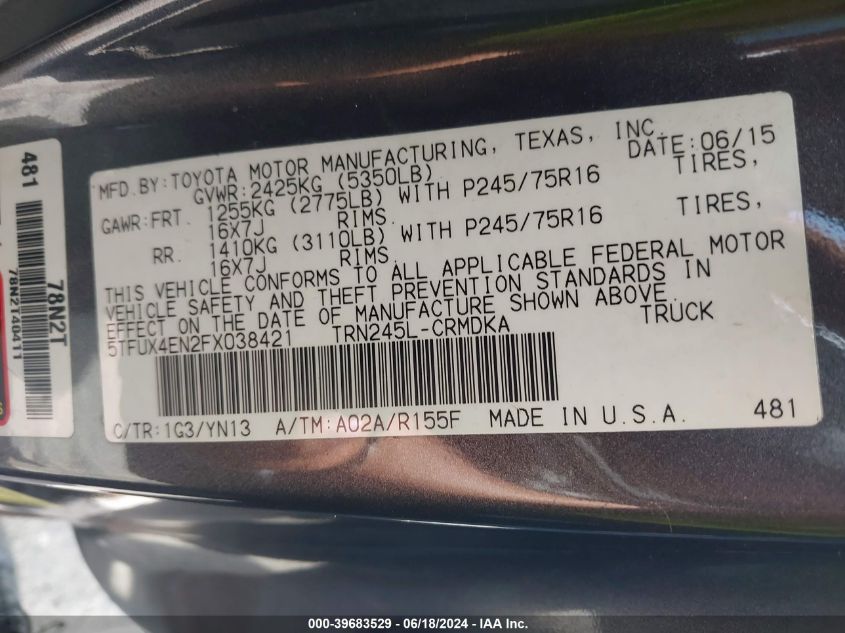 MFD.BY:TOYOTA MOTOR MANUFACTURING, TEXAS, INC. DATE:06/15
GVWR:2425KG (5350LB)
GAWR:FRT. 1255KG (2775LB) WITH P245/75R16 TIRES,
16X7J RIMS.
RR. 1410KG (3110LB) WITH P245/75R16 TIRES,
16X7J RIMS.
THIS VEHICLE CONFORMS TO ALL APPLICABLE FEDERAL MOTOR
VEHICLE SAFETY AND THEFT PREVENTION STANDARDS IN
EFFECT ON THE DATE OF MANUFACTURE SHOWN ABOVE.
5TFUX4EN2FX038421 TRN245L-CRMDKA TRUCK
C/TR:1G3/YN13 A/TM:A02A/R155F MADE IN U.S.A. 481
481
78N2T
78N2T40411
000-39683529 - 06/18/2024 - IAA Inc.